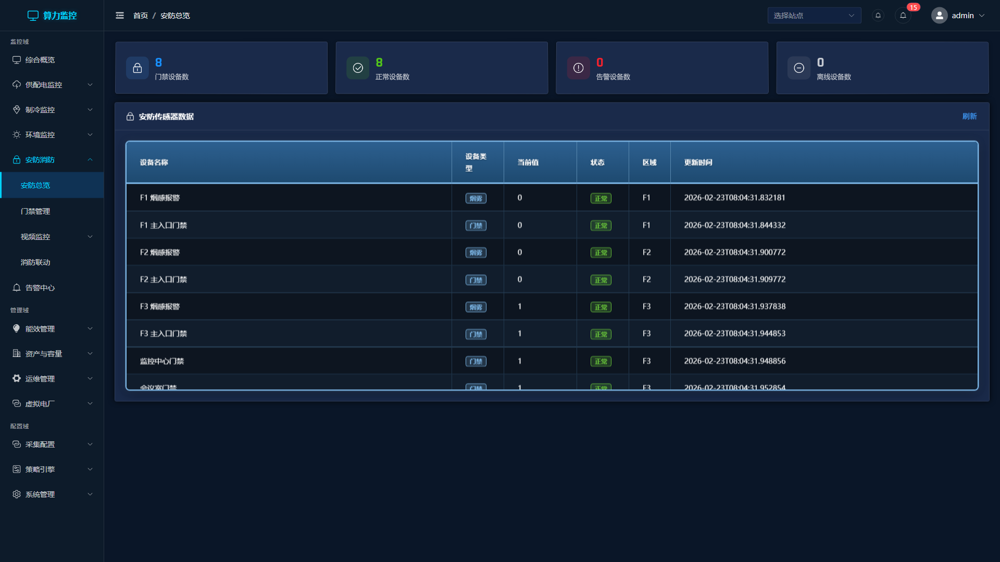 算力监控
首页 / 安防总览
选择站点
15
admin
监控域
综合概览
供配电监控
制冷监控
环境监控
安防消防
安防总览
门禁管理
视频监控
消防联动
告警中心
管理域
能效管理
资产与容量
运维管理
虚拟电厂
配置域
采集配置
策略引擎
系统管理
8
门禁设备数
8
正常设备数
0
告警设备数
0
离线设备数
安防传感器数据
刷新
设备名称 设备类型 当前值 状态 区域 更新时间
F1 烟感报警 烟雾 0 正常 F1 2026-02-23T08:04:31.832181
F1 主入口门禁 门禁 0 正常 F1 2026-02-23T08:04:31.844332
F2 烟感报警 烟雾 0 正常 F2 2026-02-23T08:04:31.900772
F2 主入口门禁 门禁 0 正常 F2 2026-02-23T08:04:31.909772
F3 烟感报警 烟雾 1 正常 F3 2026-02-23T08:04:31.937838
F3 主入口门禁 门禁 1 正常 F3 2026-02-23T08:04:31.944853
监控中心门禁 门禁 1 正常 F3 2026-02-23T08:04:31.948856
会议室门禁 门禁 1 正常 F3 2026-02-23T08:04:31.952854